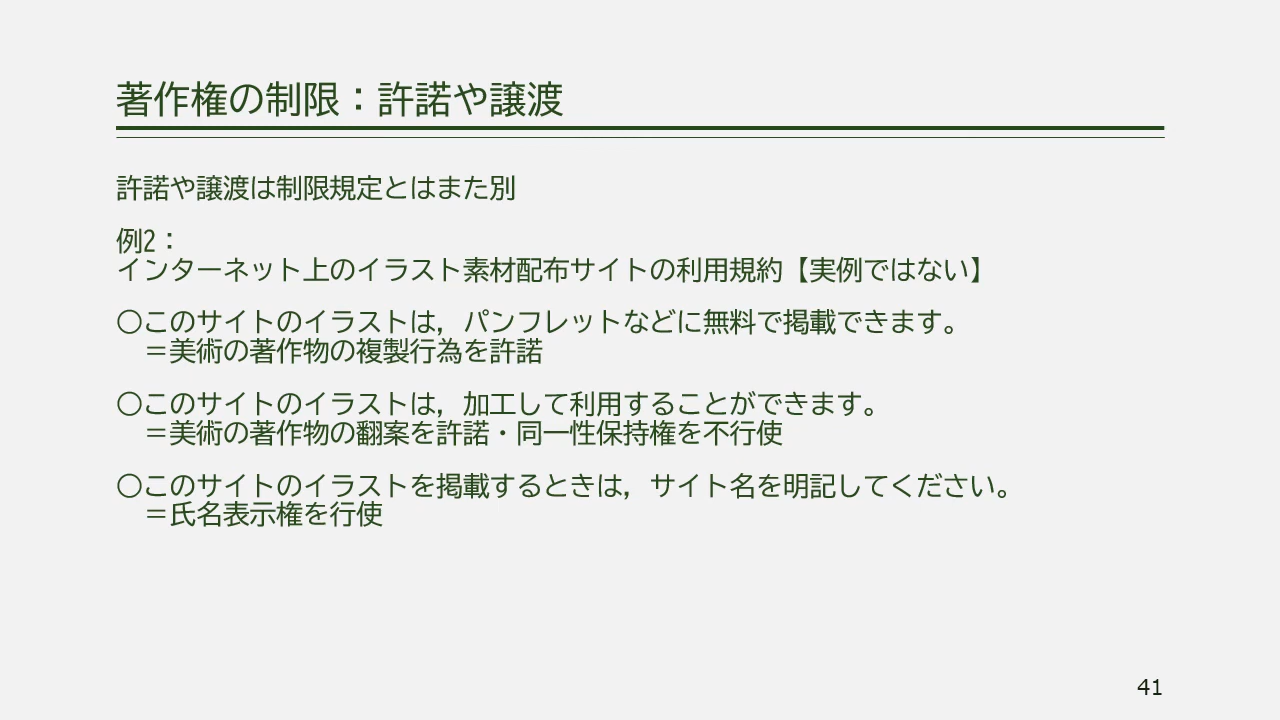 著作権の制限：許諾や譲渡
許諾や譲渡は制限規定とはまた別
例2：
インターネット上のイラスト素材配布サイトの利用規約【実例ではない】
〇このサイトのイラストは，パンフレットなどに無料で掲載できます。
＝美術の著作物の複製行為を許諾
〇このサイトのイラストは，加工して利用することができます。
＝美術の著作物の翻案を許諾・同一性保持権を不行使
〇このサイトのイラストを掲載するときは，サイト名を明記してください。
＝氏名表示権を行使
41